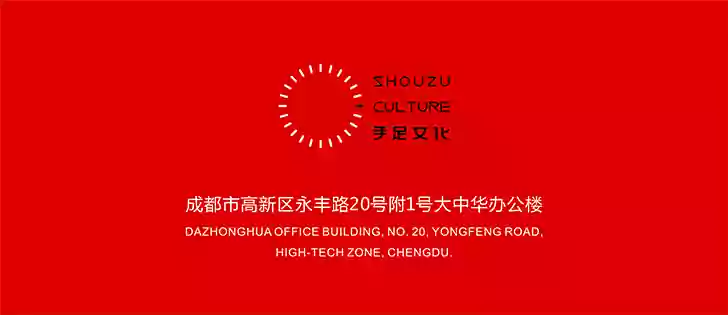 SHOUZU
CULTURE
手足文化
成都市高新区永丰路20号附1号大中华办公楼
DAZHONGHUA OFFICE BUILDING, NO. 20, YONGFENG ROAD,
HIGH-TECH ZONE, CHENGDU.